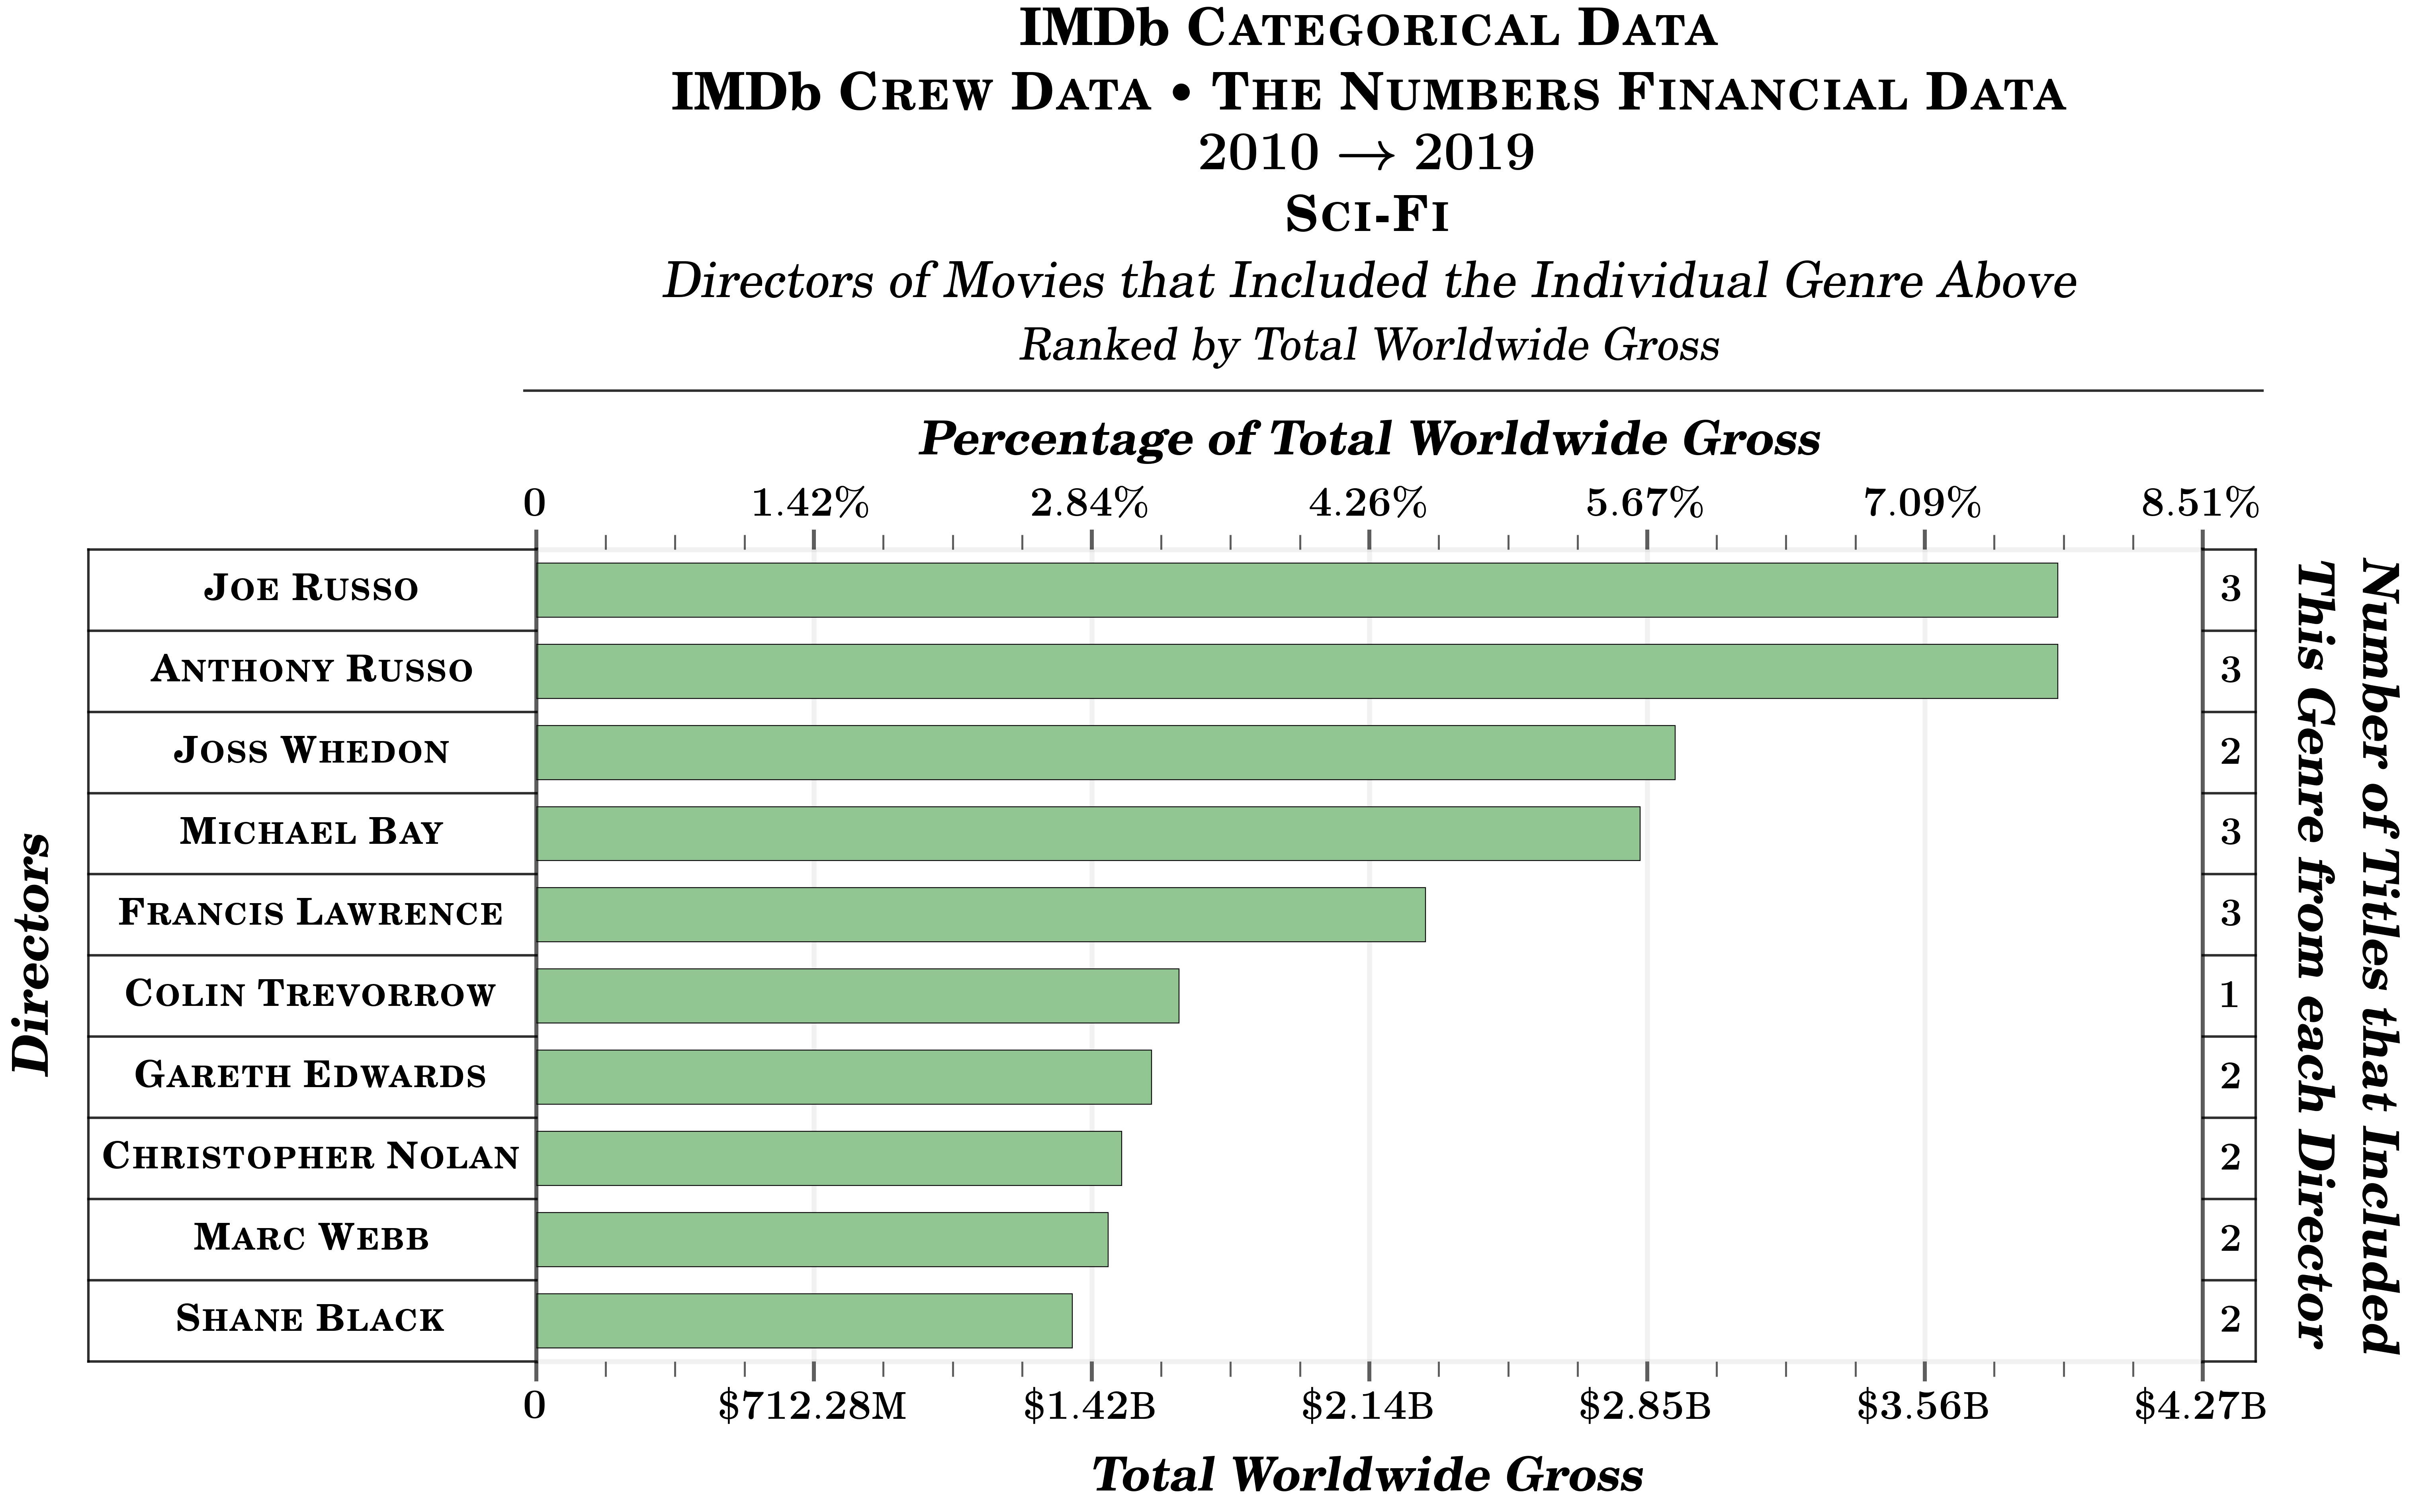 IMDb Categorical Data
IMDb Crew Data • The Numbers Financial Data
2010 → 2019
Sci-Fi
Directors of Movies that Included the Individual Genre Above
Ranked by Total Worldwide Gross
Percentage of Total Worldwide Gross
0 1.42% 2.84% 4.26% 5.67% 7.09% 8.51%
Directors
Joe Russo 3
Anthony Russo 3
Joss Whedon 2
Michael Bay 3
Francis Lawrence 3
Colin Trevorrow 1
Gareth Edwards 2
Christopher Nolan 2
Marc Webb 2
Shane Black 2
Number of Titles that Included
This Genre from each Director
0 $712.28M $1.42B $2.14B $2.85B $3.56B $4.27B
Total Worldwide Gross